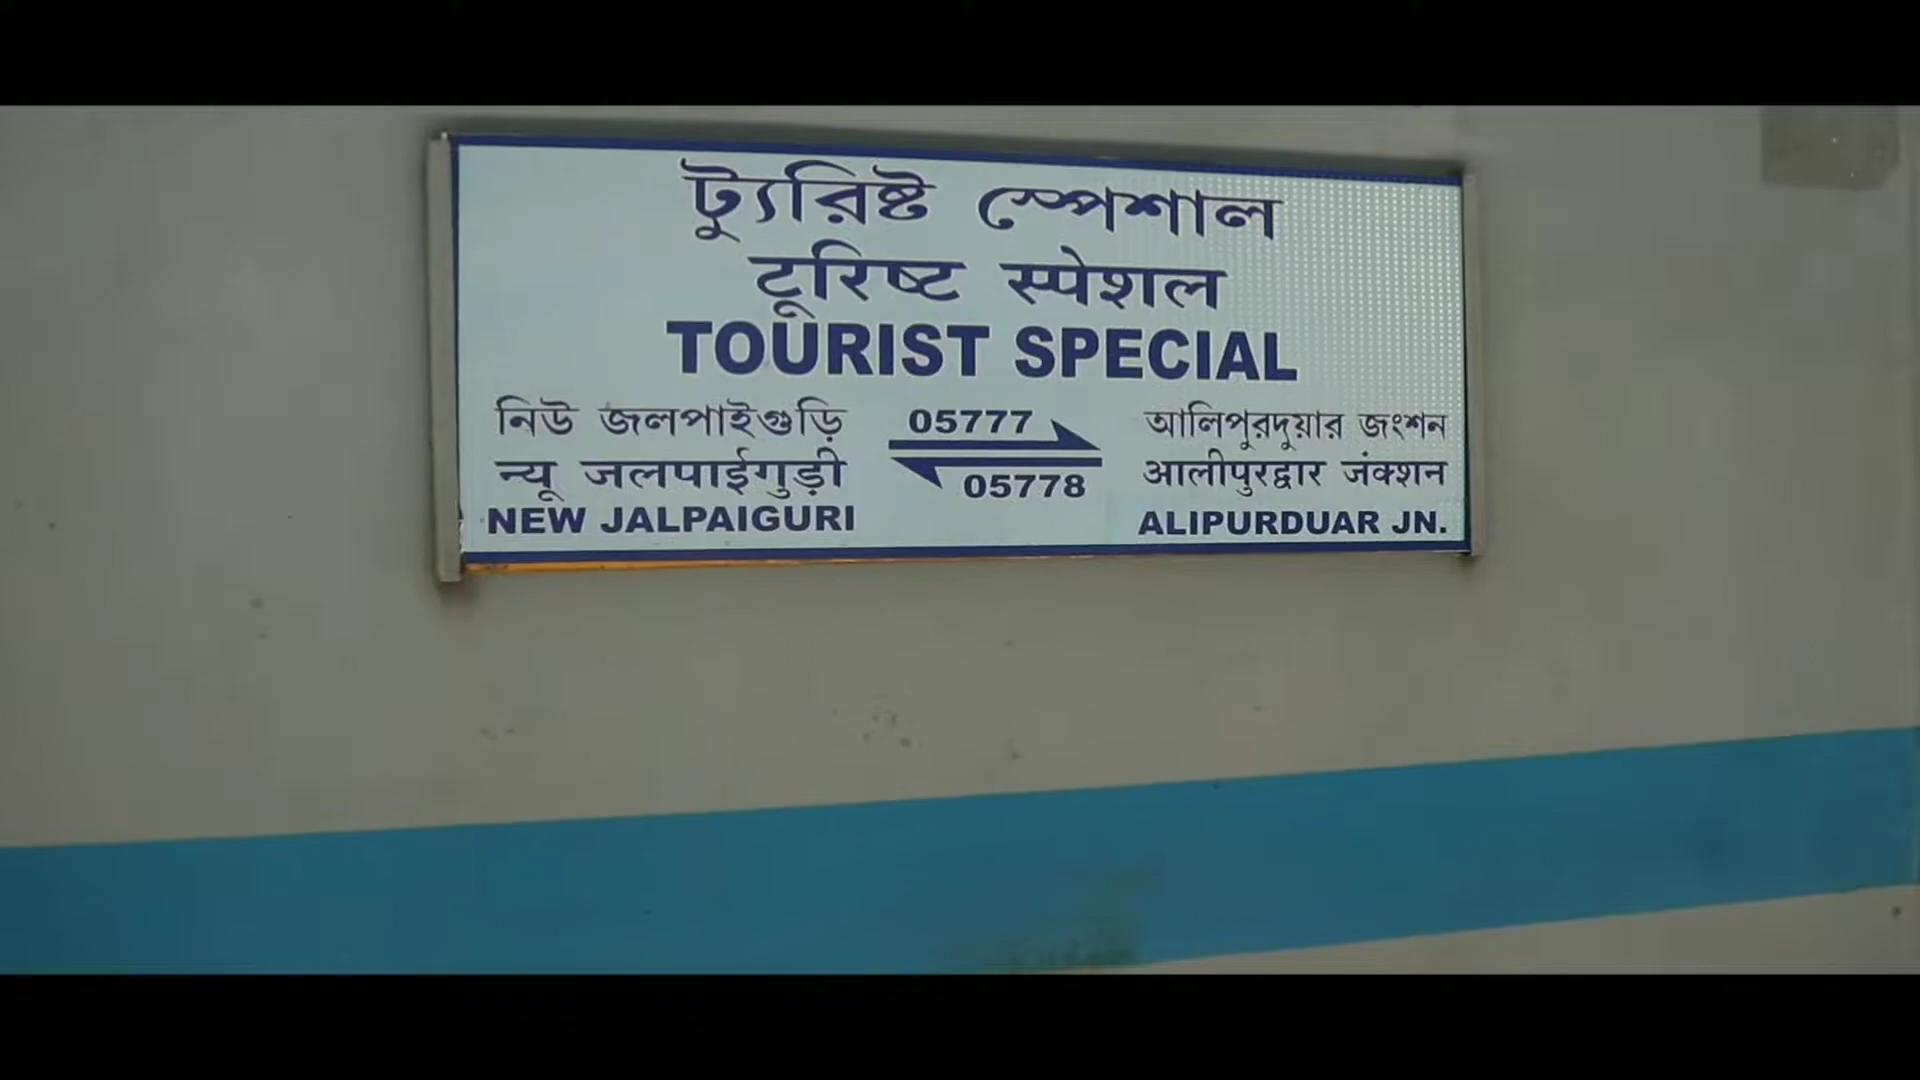 ট্যুরিষ্ট স্পেশাল
टूरिष्ट स्पेशल
TOURIST SPECIAL
নিউ জলপাইগুড়ি
न्यू जलपाईगुड़ी
NEW JALPAIGURI
05777
05778
আলিপুরদুয়ার জংশন
आलीपुरद्वार जंक्शन
ALIPURDUAR JN.